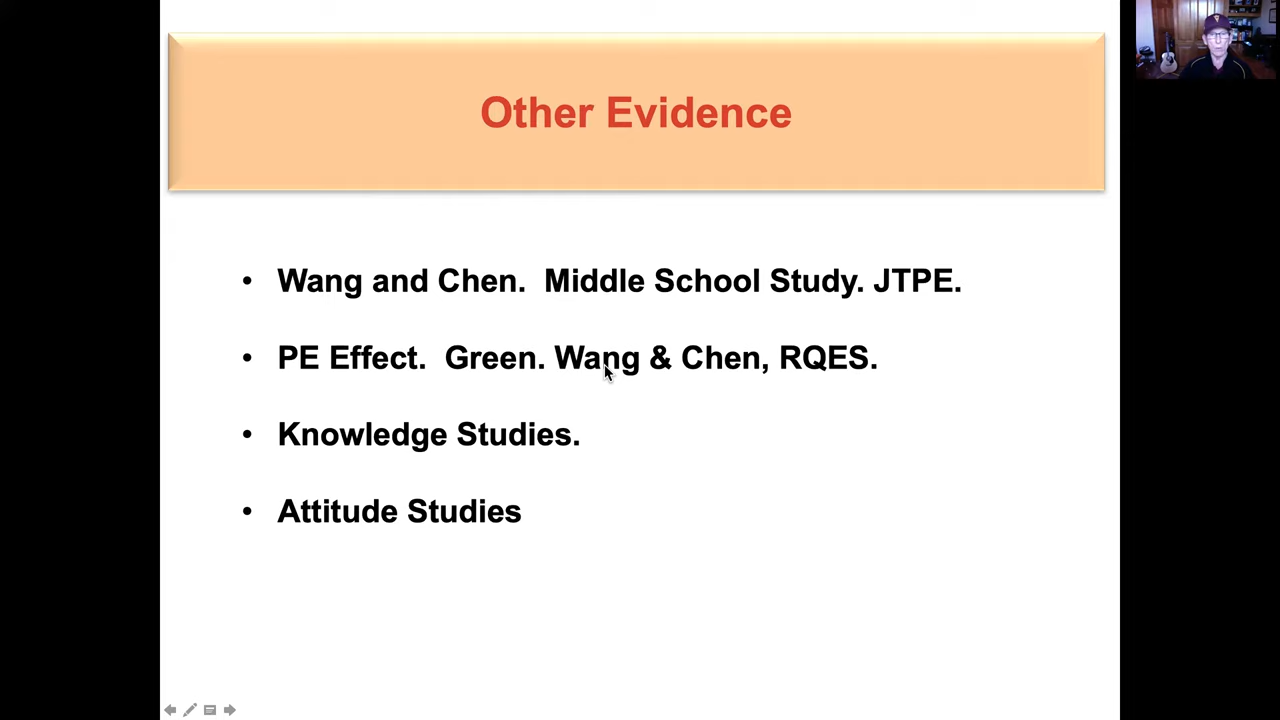 Other Evidence
• Wang and Chen.  Middle School Study. JTPE.
• PE Effect.  Green. Wang & Chen, RQES.
• Knowledge Studies.
• Attitude Studies